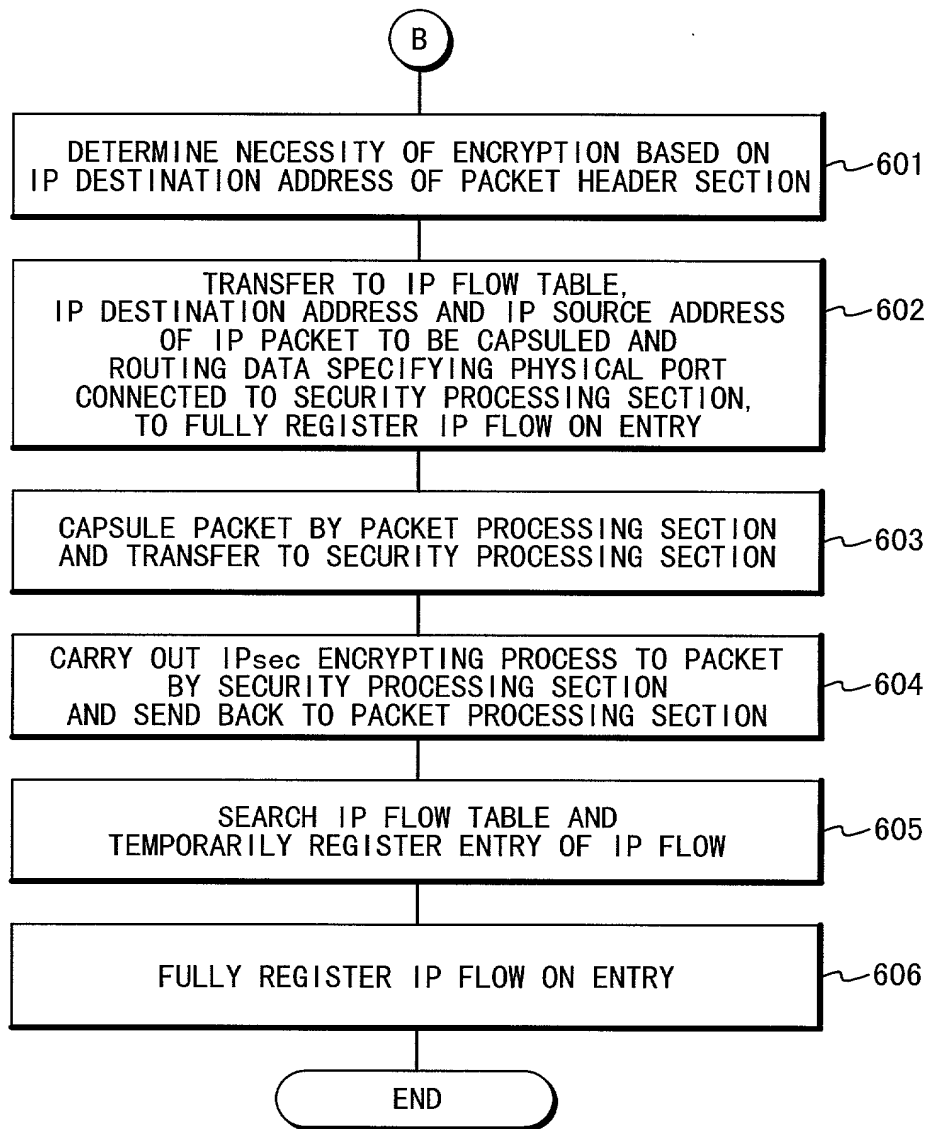 B
DETERMINE NECESSITY OF ENCRYPTION BASED ON
IP DESTINATION ADDRESS OF PACKET HEADER SECTION
601
TRANSFER TO IP FLOW TABLE,
IP DESTINATION ADDRESS AND IP SOURCE ADDRESS
OF IP PACKET TO BE CAPSULED AND
ROUTING DATA SPECIFYING PHYSICAL PORT
CONNECTED TO SECURITY PROCESSING SECTION,
TO FULLY REGISTER IP FLOW ON ENTRY
602
CAPSULE PACKET BY PACKET PROCESSING SECTION
AND TRANSFER TO SECURITY PROCESSING SECTION
603
CARRY OUT IPsec ENCRYPTING PROCESS TO PACKET
BY SECURITY PROCESSING SECTION
AND SEND BACK TO PACKET PROCESSING SECTION
604
SEARCH IP FLOW TABLE AND
TEMPORARILY REGISTER ENTRY OF IP FLOW
605
FULLY REGISTER IP FLOW ON ENTRY
606
END